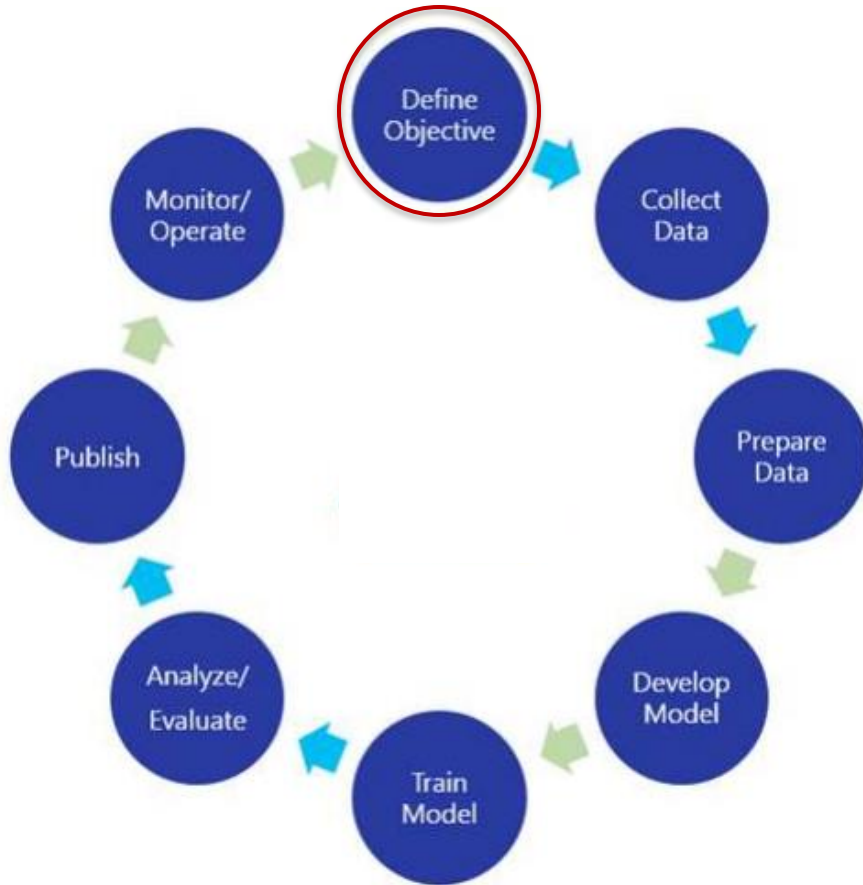 Define
Objective
Collect
Data
Prepare
Data
Develop
Model
Train
Model
Analyze/
Evaluate
Publish
Monitor/
Operate